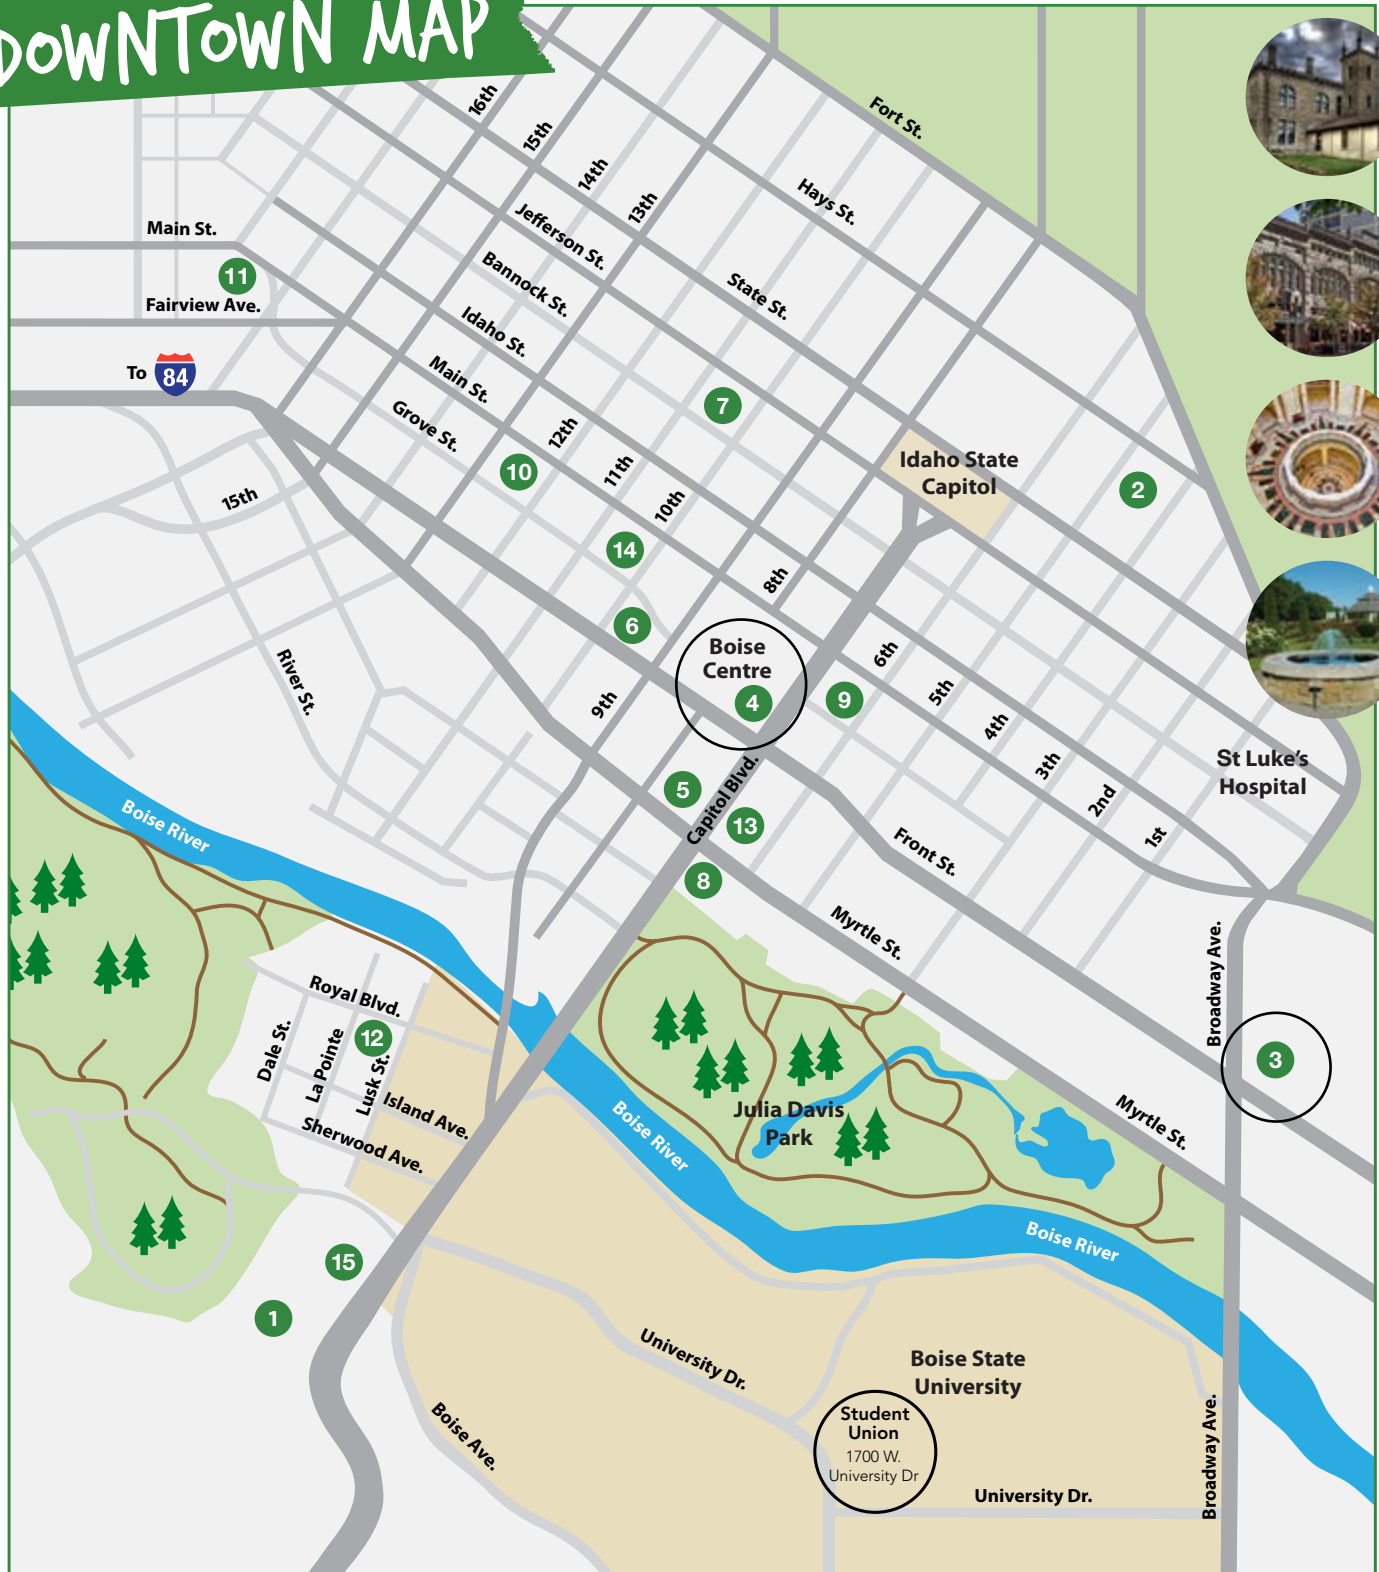 DOWNTOWN MAP
16th
15th
14th
13th
Fort St.
Hays St.
Jefferson St.
State St.
Bannock St.
Main St.
11
Fairview Ave.
Idaho St.
To 84
Main St.
Grove St.
7
12th
11th
10th
10
Idaho State
Capitol
2
15th
14
8th
6
Boise
Centre
4
6th
5th
4th
3th
2nd
1st
9
9th
River St.
St Luke's
Hospital
5
Capitol Blvd.
13
8
Front St.
Boise River
Myrtle St.
Broadway Ave.
Royal Blvd.
12
Dale St.
La Pointe
Lusk St.
Island Ave.
Sherwood Ave.
3
Boise River
Julia Davis
Park
Myrtle St.
Boise River
15
1
University Dr.
Boise State
University
Boise Ave.
Student
Union
1700 W.
University Dr
University Dr.
Broadway Ave.